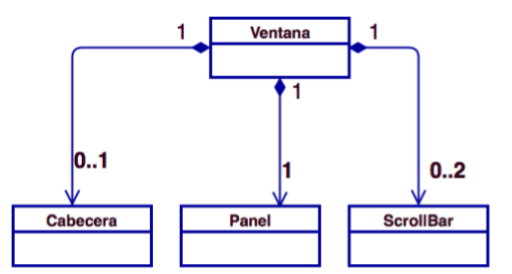 1 Ventana 1
1
0..1 1 0..2
Cabecera Panel ScrollBar